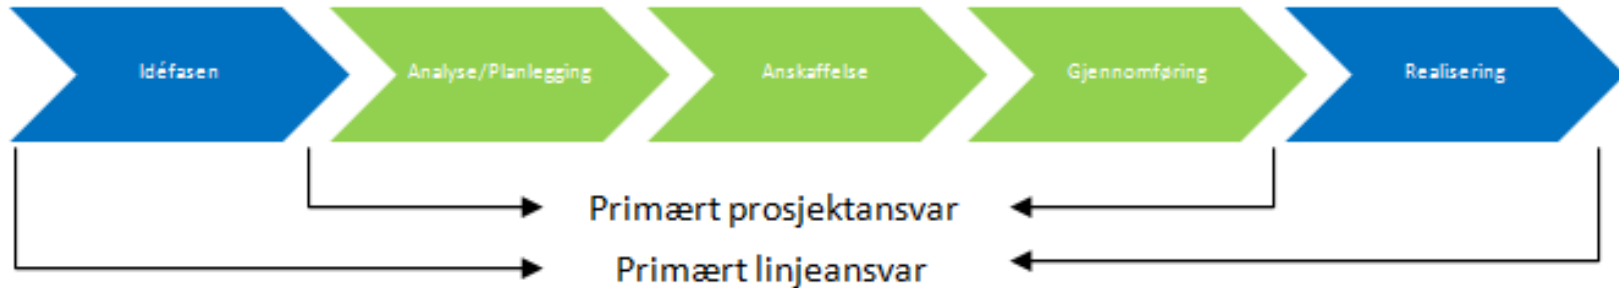 Idéfasen
Analyse/Planlegging
Anskaffelse
Gjennomføring
Realisering
Primært prosjektansvar
Primært linjeansvar